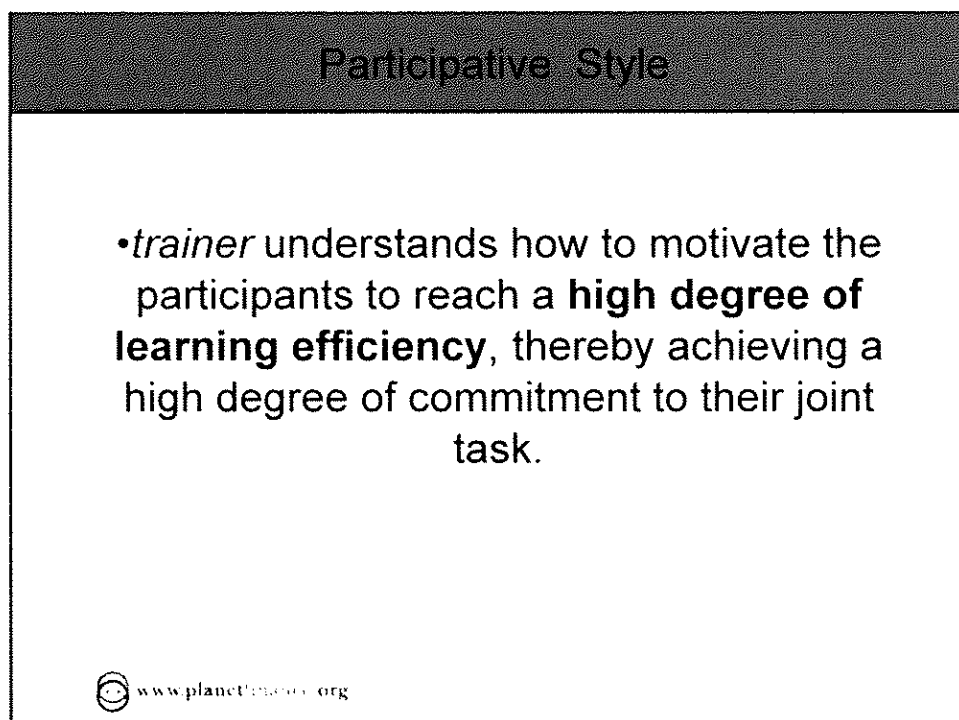 Participative Style
•trainer understands how to motivate the
participants to reach a high degree of
learning efficiency, thereby achieving a
high degree of commitment to their joint
task.
org